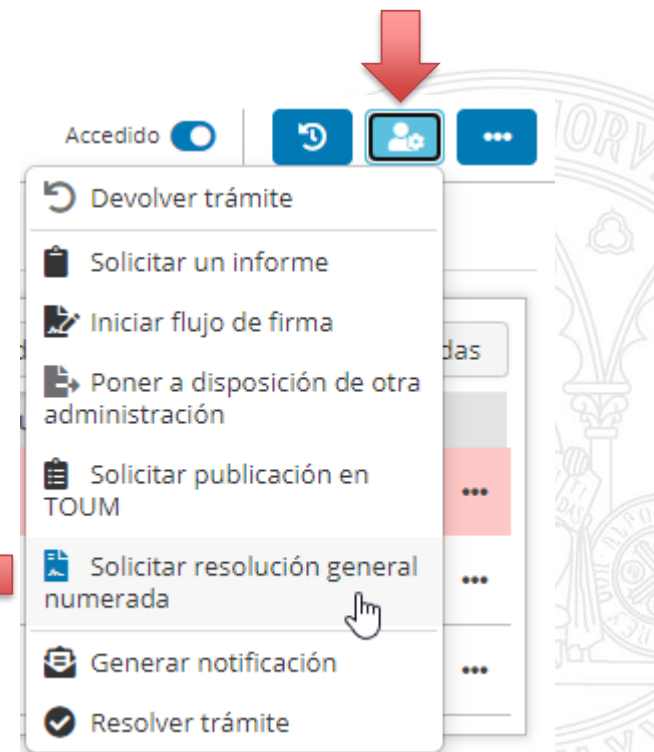 Accedido
Devolver trámite
Solicitar un informe
Iniciar flujo de firma
das
Poner a disposición de otra
administración
Solicitar publicación en
TOUM
Solicitar resolución general
numerada
Generar notificación
Resolver trámite